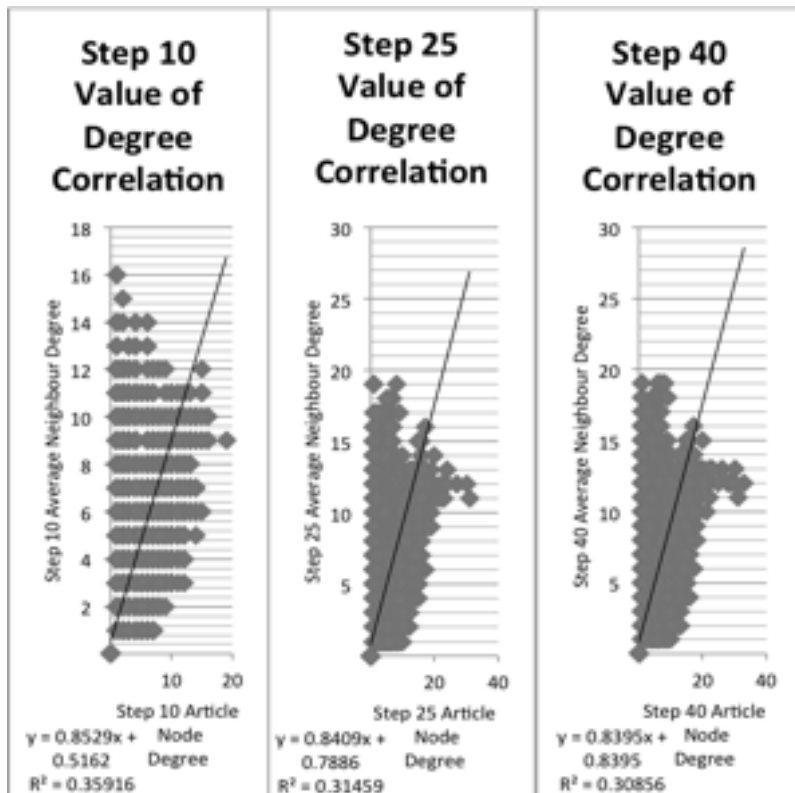 Step 10
Value of
Degree
Correlation
18
16
14
12
10
8
6
4
2
Step 10 Average Neighbour Degree
10 20
Step 10 Article
Node
Degree
y = 0.8529x +
0.5162
R² = 0.35916
Step 25
Value of
Degree
Correlation
30
25
20
15
10
5
Step 25 Average Neighbour Degree
20 40
Step 25 Article
Node
Degree
y = 0.8409x +
0.7886
R² = 0.31459
Step 40
Value of
Degree
Correlation
30
25
20
15
10
5
Step 40 Average Neighbour Degree
20 40
Step 40 Article
Node
Degree
y = 0.8395x +
0.8395
R² = 0.30856